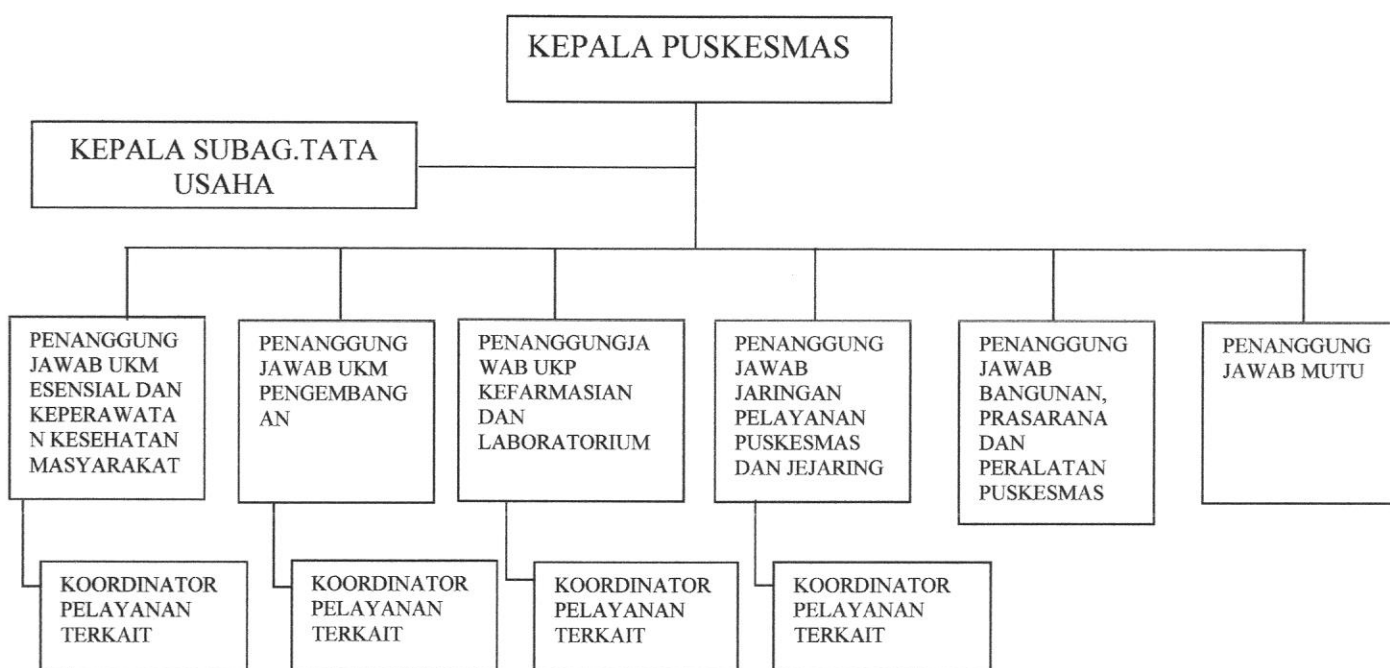 KEPALA PUSKESMAS
KEPALA SUBAG.TATA
USAHA
PENANGGUNG
JAWAB UKM
ESENSIAL DAN
KEPERAWATA
N KESEHATAN
MASYARAKAT
PENANGGUNG
JAWAB UKM
PENGEMBANG
AN
PENANGGUNGJA
WAB UKP
KEFARMASIAN
DAN
LABORATORIUM
PENANGGUNG
JAWAB
JARINGAN
PELAYANAN
PUSKESMAS
DAN JEJARING
PENANGGUNG
JAWAB
BANGUNAN,
PRASARANA
DAN
PERALATAN
PUSKESMAS
PENANGGUNG
JAWAB MUTU
KOORDINATOR
PELAYANAN
TERKAIT
KOORDINATOR
PELAYANAN
TERKAIT
KOORDINATOR
PELAYANAN
TERKAIT
KOORDINATOR
PELAYANAN
TERKAIT